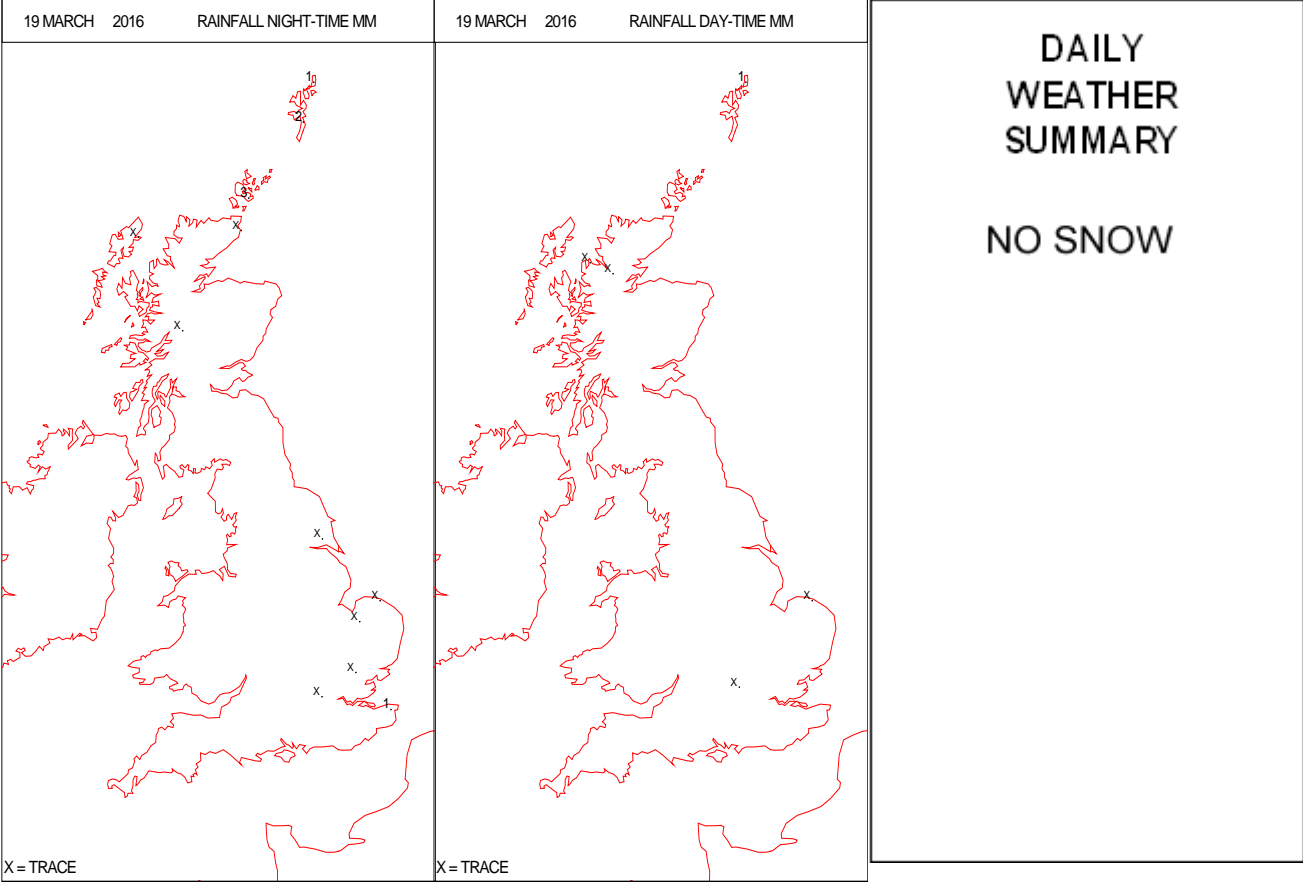 19 MARCH 2016 RAINFALL NIGHT-TIME MM
1
2
3
X
X
X
X
X
X
X
X
1
X = TRACE
19 MARCH 2016 RAINFALL DAY-TIME MM
1
X
X
X
X
X = TRACE
DAILY
WEATHER
SUMMARY
NO SNOW